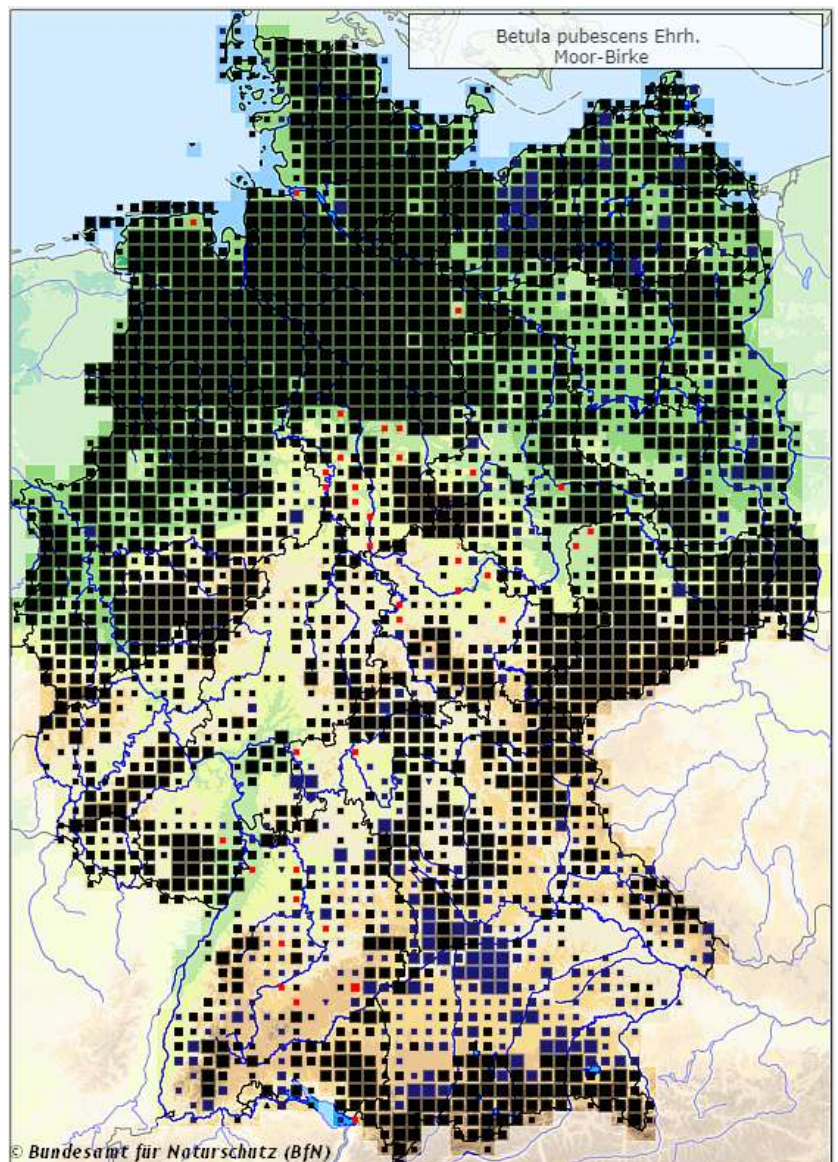 Betula pubescens Ehrh.
Moor-Birke
© Bundesamt für Naturschutz (BfN)